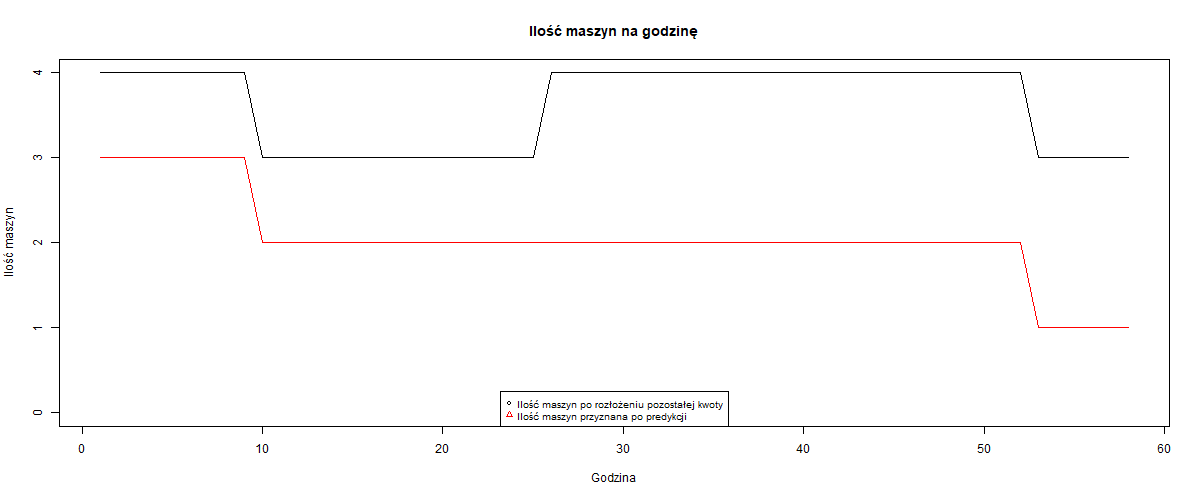 Ilość maszyn na godzinę
4
3
2
1
0
Ilość maszyn
Ilość maszyn po rozłożeniu pozostałej kwoty
Ilość maszyn przyznana po predykcji
0 10 20 30 40 50 60
Godzina